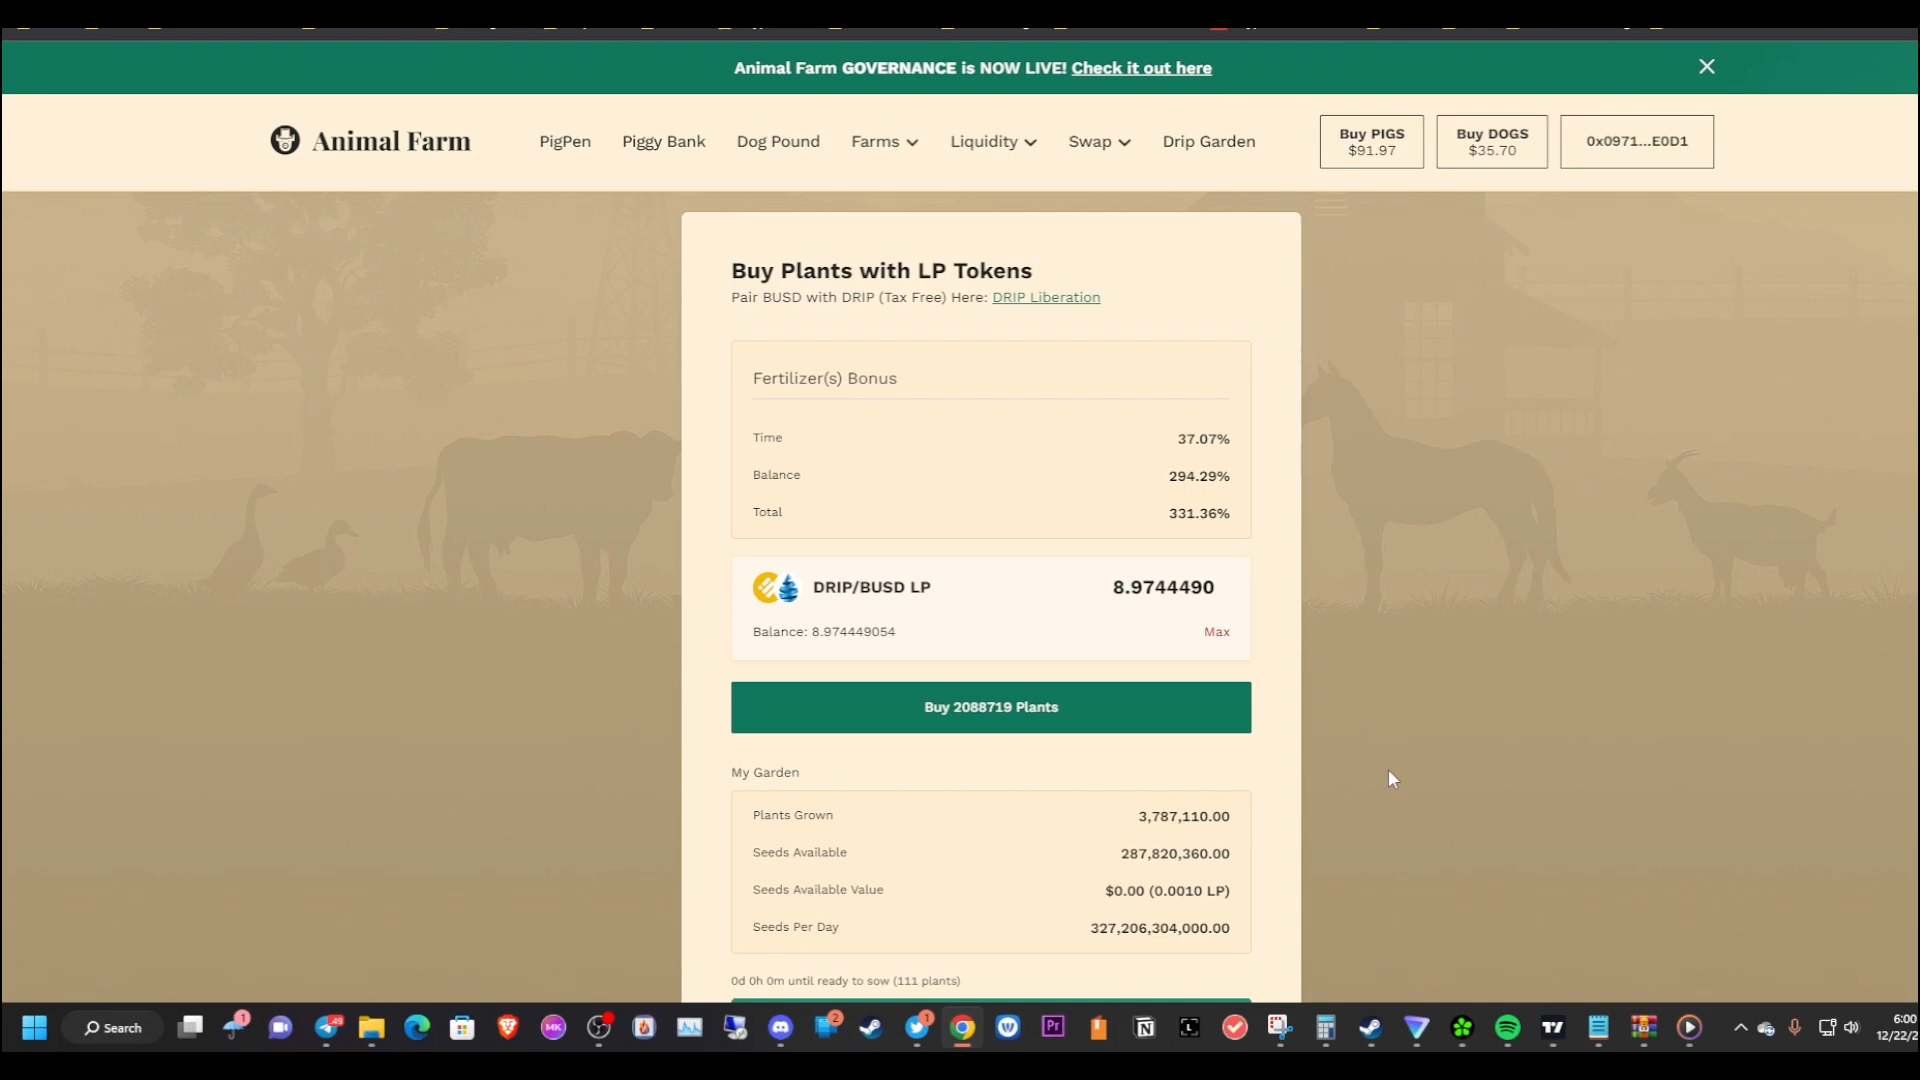 Animal Farm GOVERNANCE is NOW LIVE! Check it out here
Animal Farm
PigPen
Piggy Bank
Dog Pound
Farms
Liquidity
Swap
Drip Garden
Buy PIGS
$91.97
Buy DOGS
$35.70
0x0971...E0D1
Buy Plants with LP Tokens
Pair BUSD with DRIP (Tax Free) Here: DRIP Liberation
Fertilizer(s) Bonus
Time 37.07%
Balance 294.29%
Total 331.36%
DRIP/BUSD LP 8.9744490
Balance: 8.974449054 Max
Buy 2088719 Plants
My Garden
Plants Grown 3,787,110.00
Seeds Available 287,820,360.00
Seeds Available Value $0.00 (0.0010 LP)
Seeds Per Day 327,206,304,000.00
0d 0h 0m until ready to sow (111 plants)
Search
6:00
12/22/2